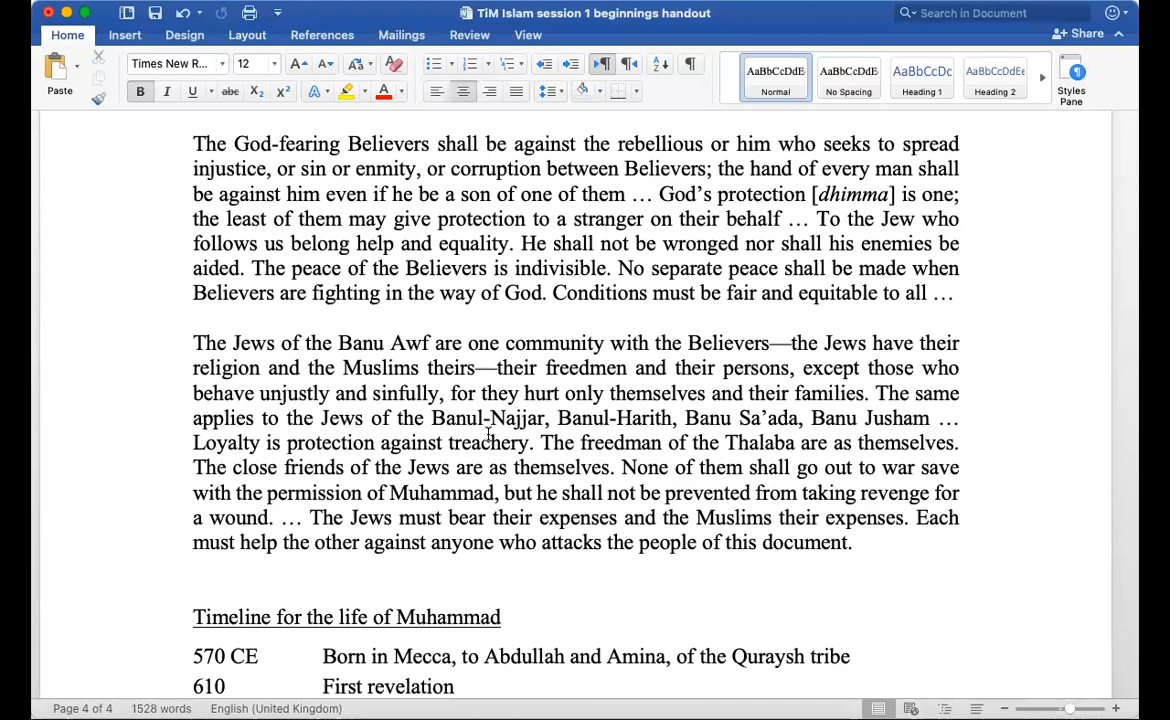 TiM Islam session 1 beginnings handout
Search in Document
Home Insert Design Layout References Mailings Review View
Share
Paste
Times New R... 12
AaBbCcDdE AaBbCcDdE AaBbCcDc AaBbCcDdEe
Normal No Spacing Heading 1 Heading 2
Styles
Pane
The God-fearing Believers shall be against the rebellious or him who seeks to spread
injustice, or sin or enmity, or corruption between Believers; the hand of every man shall
be against him even if he be a son of one of them … God’s protection [dhimma] is one;
the least of them may give protection to a stranger on their behalf … To the Jew who
follows us belong help and equality. He shall not be wronged nor shall his enemies be
aided. The peace of the Believers is indivisible. No separate peace shall be made when
Believers are fighting in the way of God. Conditions must be fair and equitable to all …
The Jews of the Banu Awf are one community with the Believers—the Jews have their
religion and the Muslims theirs—their freedmen and their persons, except those who
behave unjustly and sinfully, for they hurt only themselves and their families. The same
applies to the Jews of the Banul-Najjar, Banul-Harith, Banu Sa’ada, Banu Jusham …
Loyalty is protection against treachery. The freedman of the Thalaba are as themselves.
The close friends of the Jews are as themselves. None of them shall go out to war save
with the permission of Muhammad, but he shall not be prevented from taking revenge for
a wound. … The Jews must bear their expenses and the Muslims their expenses. Each
must help the other against anyone who attacks the people of this document.
Timeline for the life of Muhammad
570 CE Born in Mecca, to Abdullah and Amina, of the Quraysh tribe
610 First revelation
Page 4 of 4 1528 words English (United Kingdom)